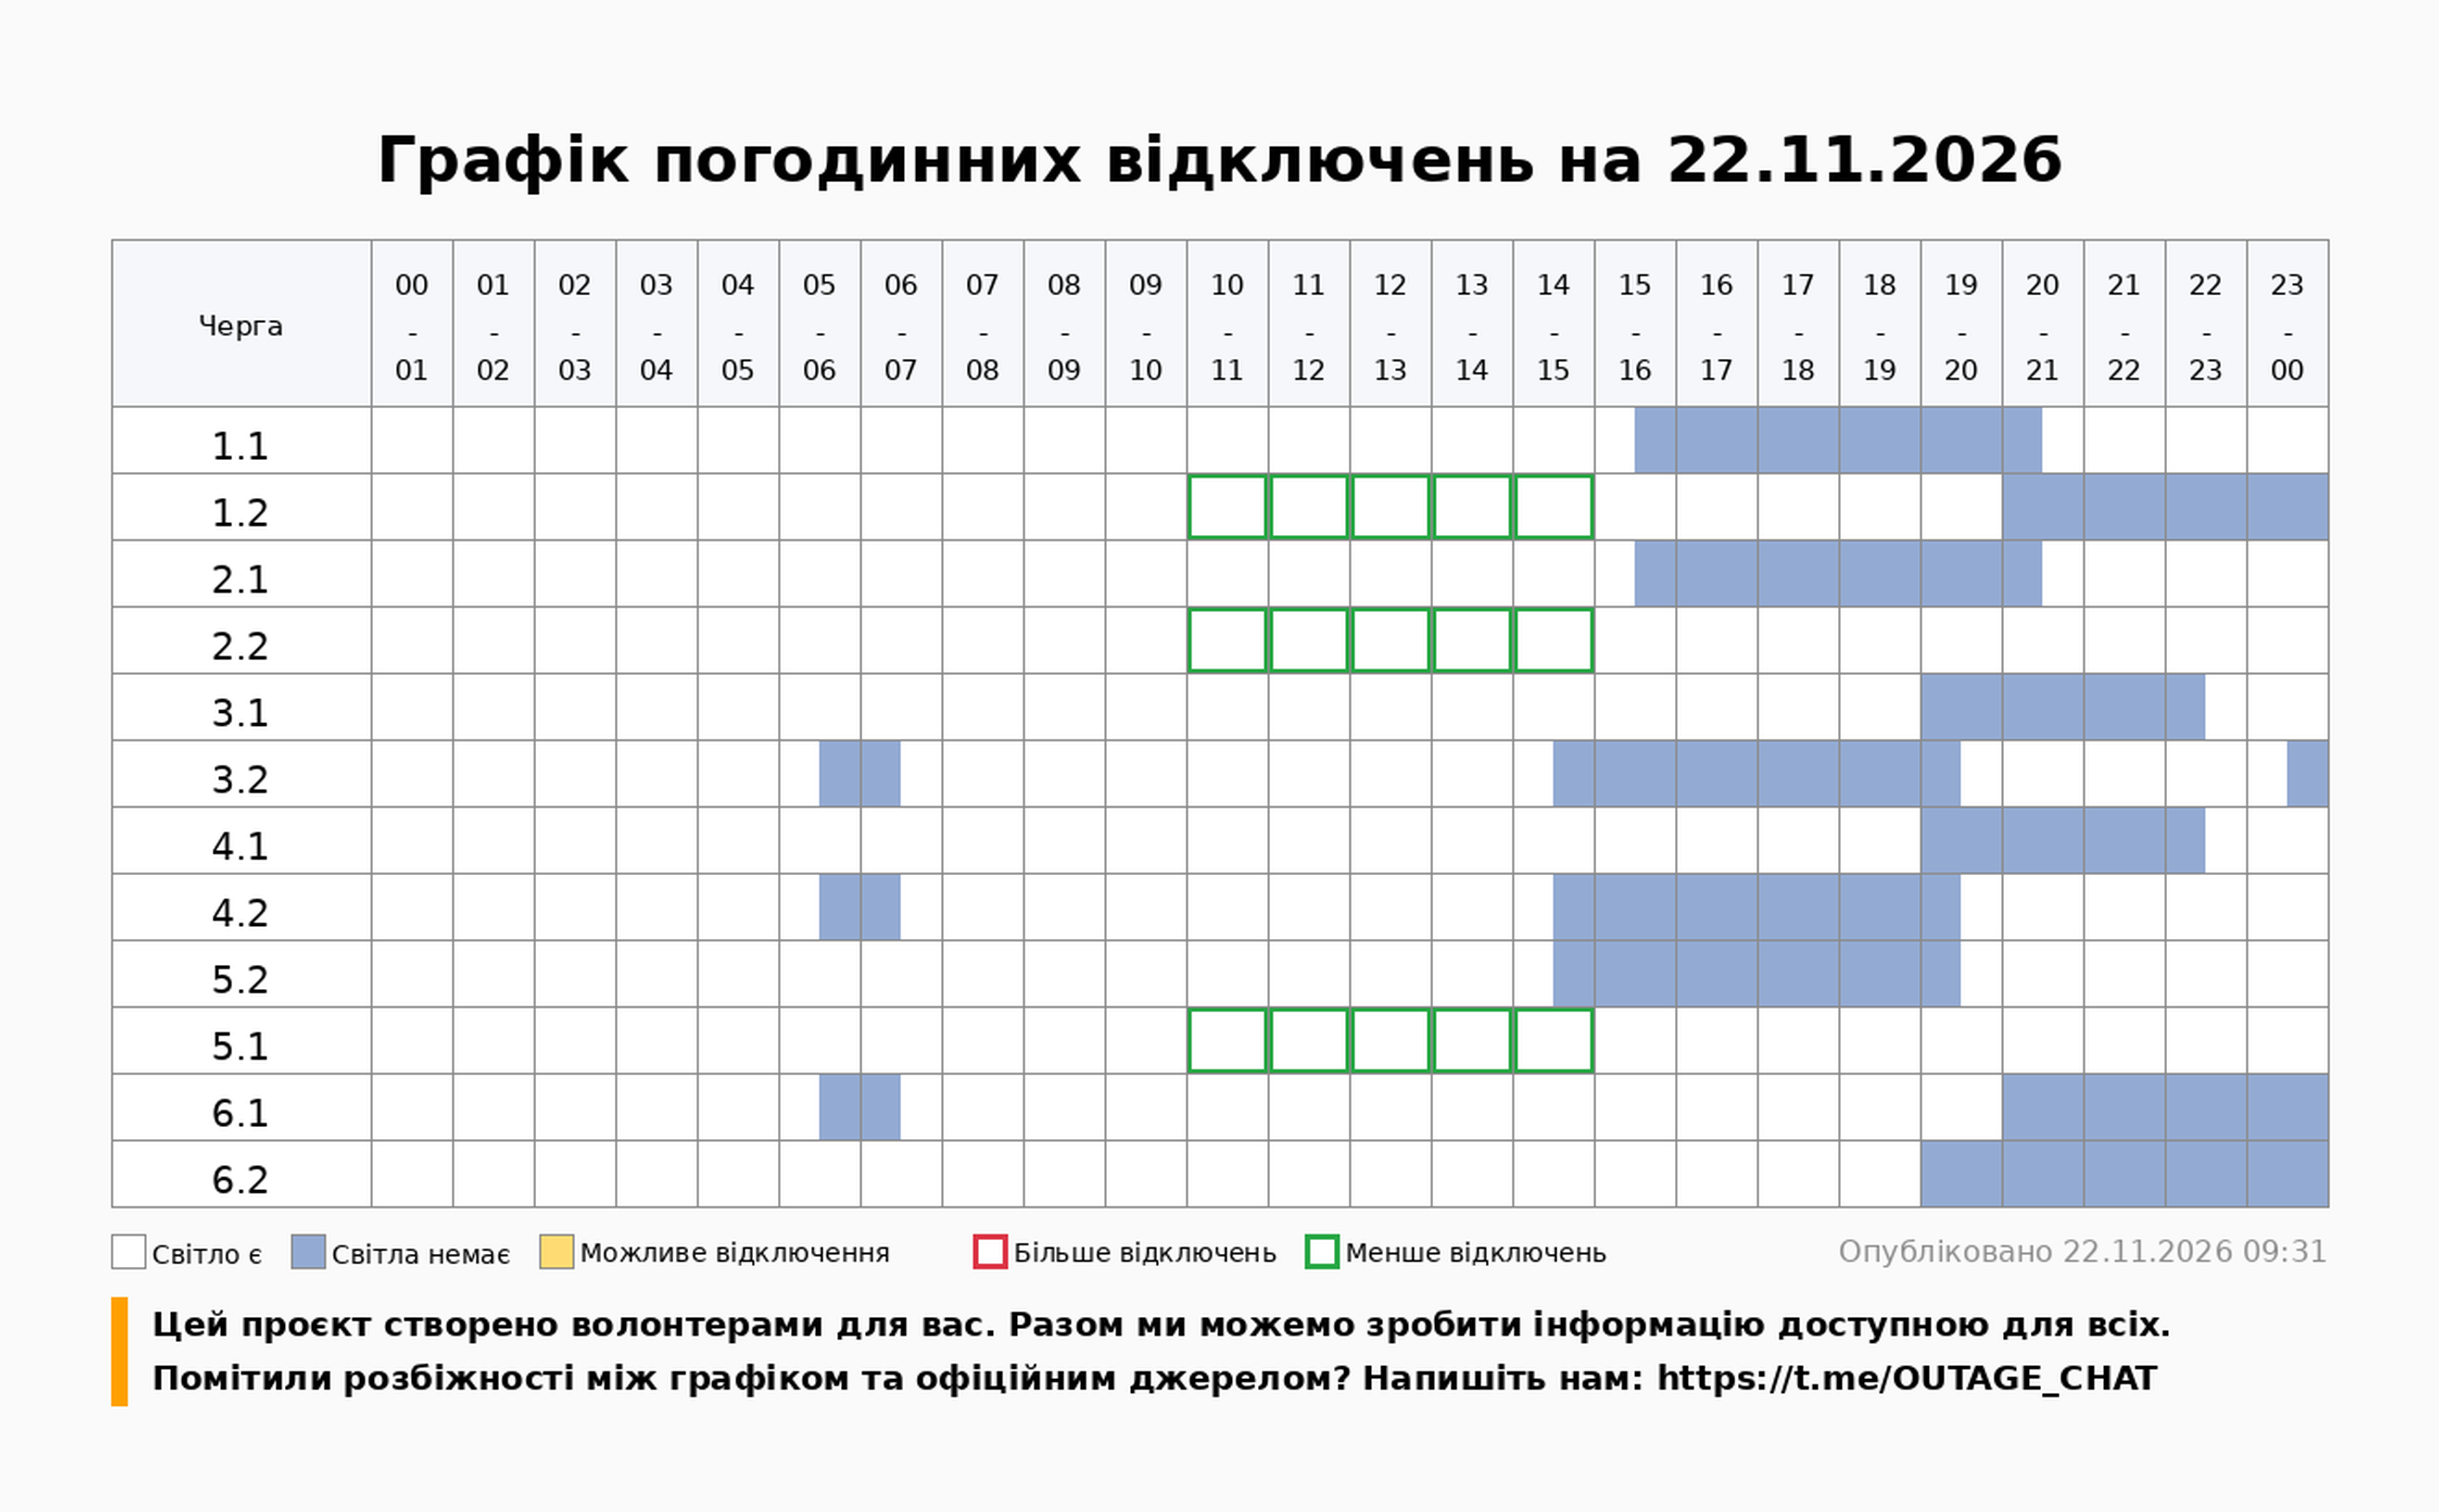 Графік погодинних відключень на 22.11.2026
Черга 00 - 01 01 - 02 02 - 03 03 - 04 04 - 05 05 - 06 06 - 07 07 - 08 08 - 09 09 - 10 10 - 11 11 - 12 12 - 13 13 - 14 14 - 15 15 - 16 16 - 17 17 - 18 18 - 19 19 - 20 20 - 21 21 - 22 22 - 23 23 - 00
1.1
1.2
2.1
2.2
3.1
3.2
4.1
4.2
5.2
5.1
6.1
6.2
Світло є Світла немає Можливе відключення Більше відключень Менше відключень Опубліковано 22.11.2026 09:31
Цей проєкт створено волонтерами для вас. Разом ми можемо зробити інформацію доступною для всіх.
Помітили розбіжності між графіком та офіційним джерелом? Напишіть нам: https://t.me/OUTAGE_CHAT